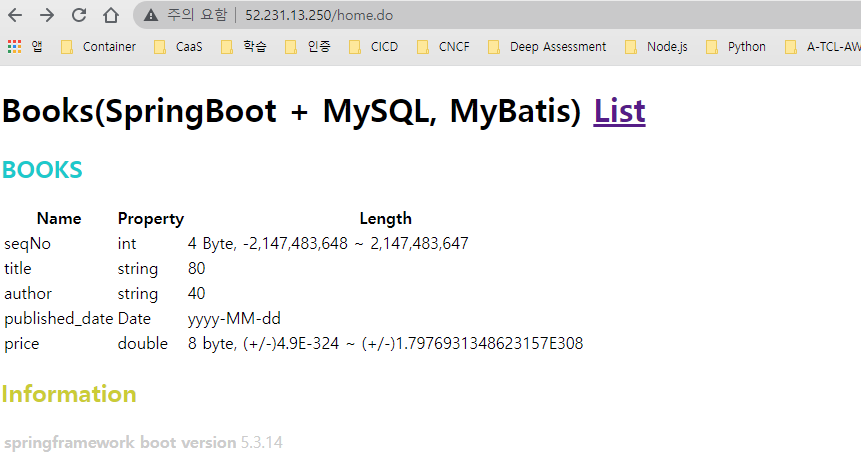 주의 요함 | 52.231.13.250/home.do
앱 Container CaaS 학습 인증 CICD CNCF Deep Assessment Node.js Python A-TCL-AW
Books(SpringBoot + MySQL, MyBatis) List
BOOKS
Name Property Length
seqNo int 4 Byte, -2,147,483,648 ~ 2,147,483,647
title string 80
author string 40
published_date Date yyyy-MM-dd
price double 8 byte, (+/-)4.9E-324 ~ (+/-)1.7976931348623157E308
Information
springframework boot version 5.3.14